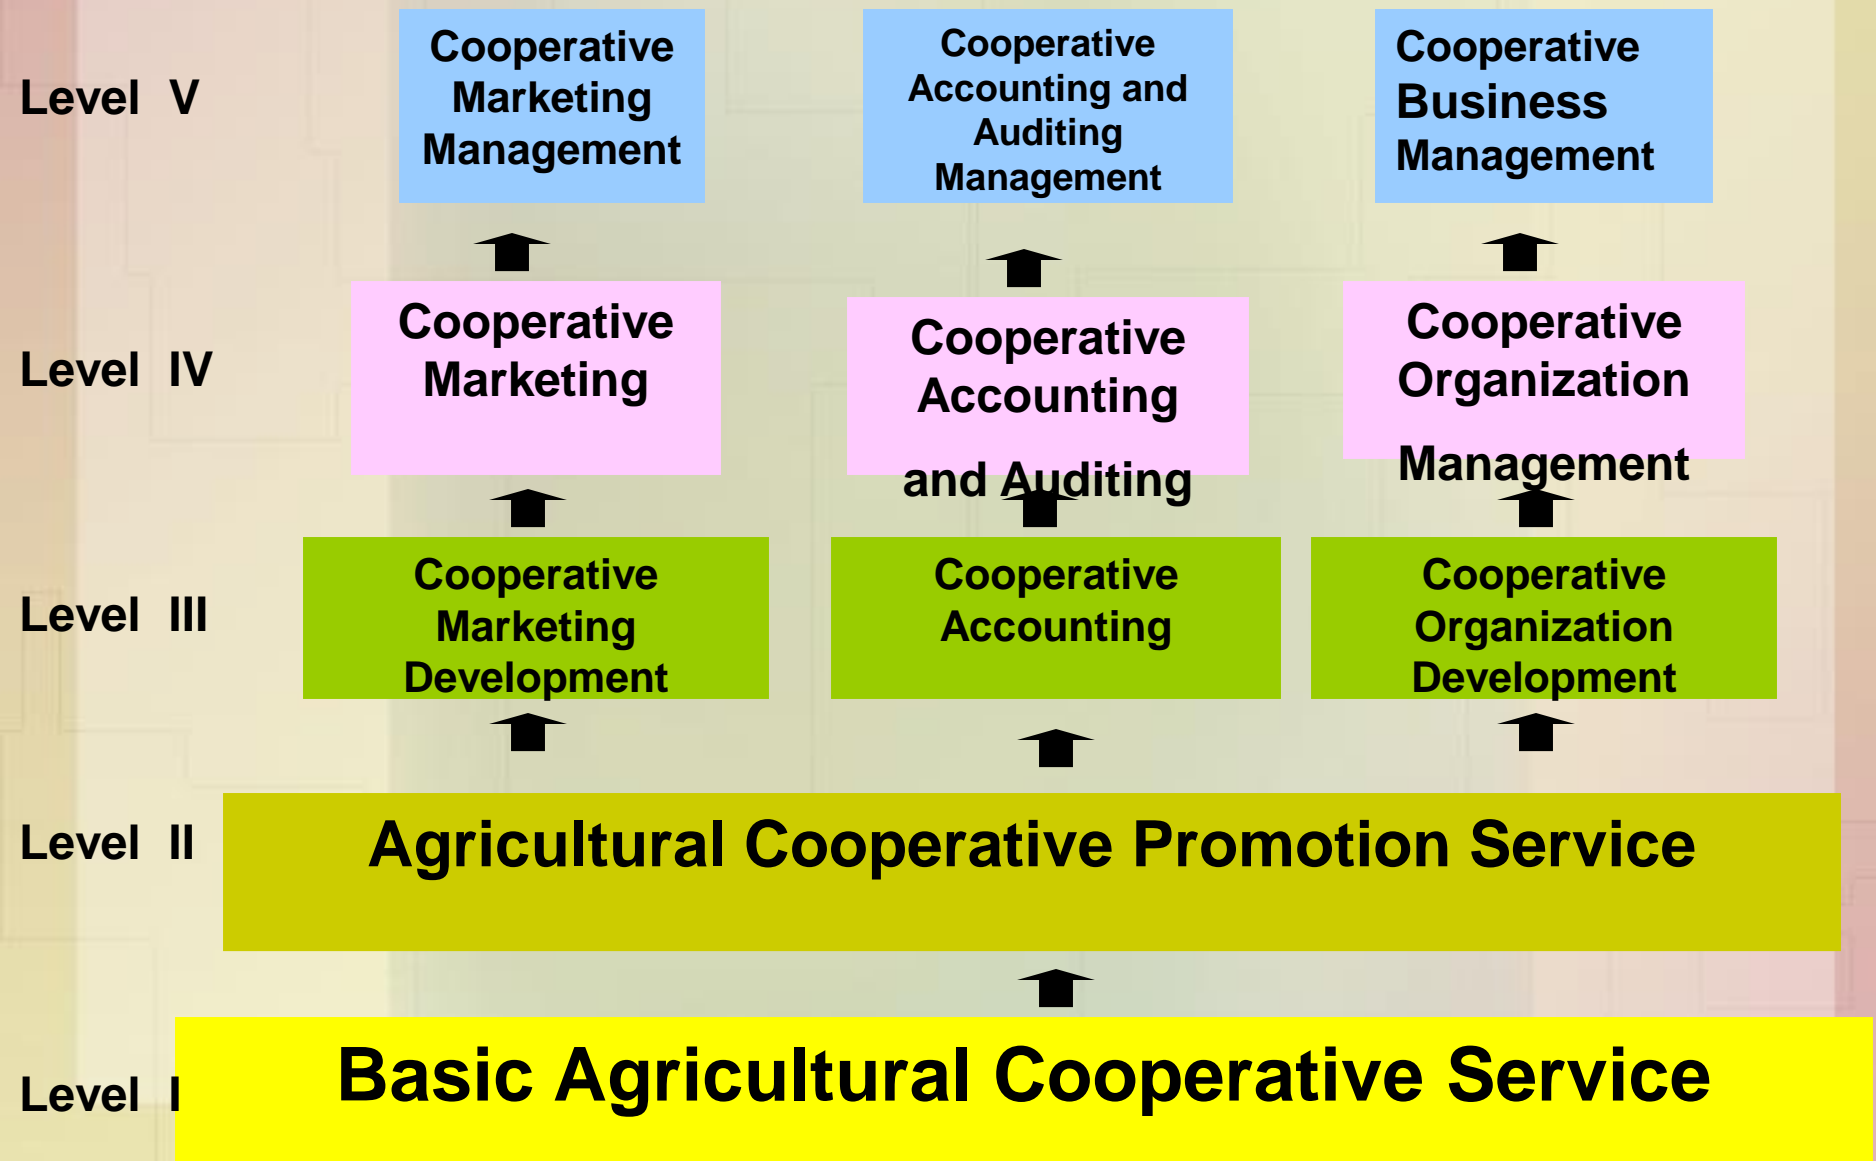 Level V
Cooperative
Marketing
Management
Cooperative
Accounting and
Auditing
Management
Cooperative
Business
Management
Level IV
Cooperative
Marketing
Cooperative
Accounting
and Auditing
Cooperative
Organization
Management
Level III
Cooperative
Marketing
Development
Cooperative
Accounting
Cooperative
Organization
Development
Level II
Agricultural Cooperative Promotion Service
Level I
Basic Agricultural Cooperative Service